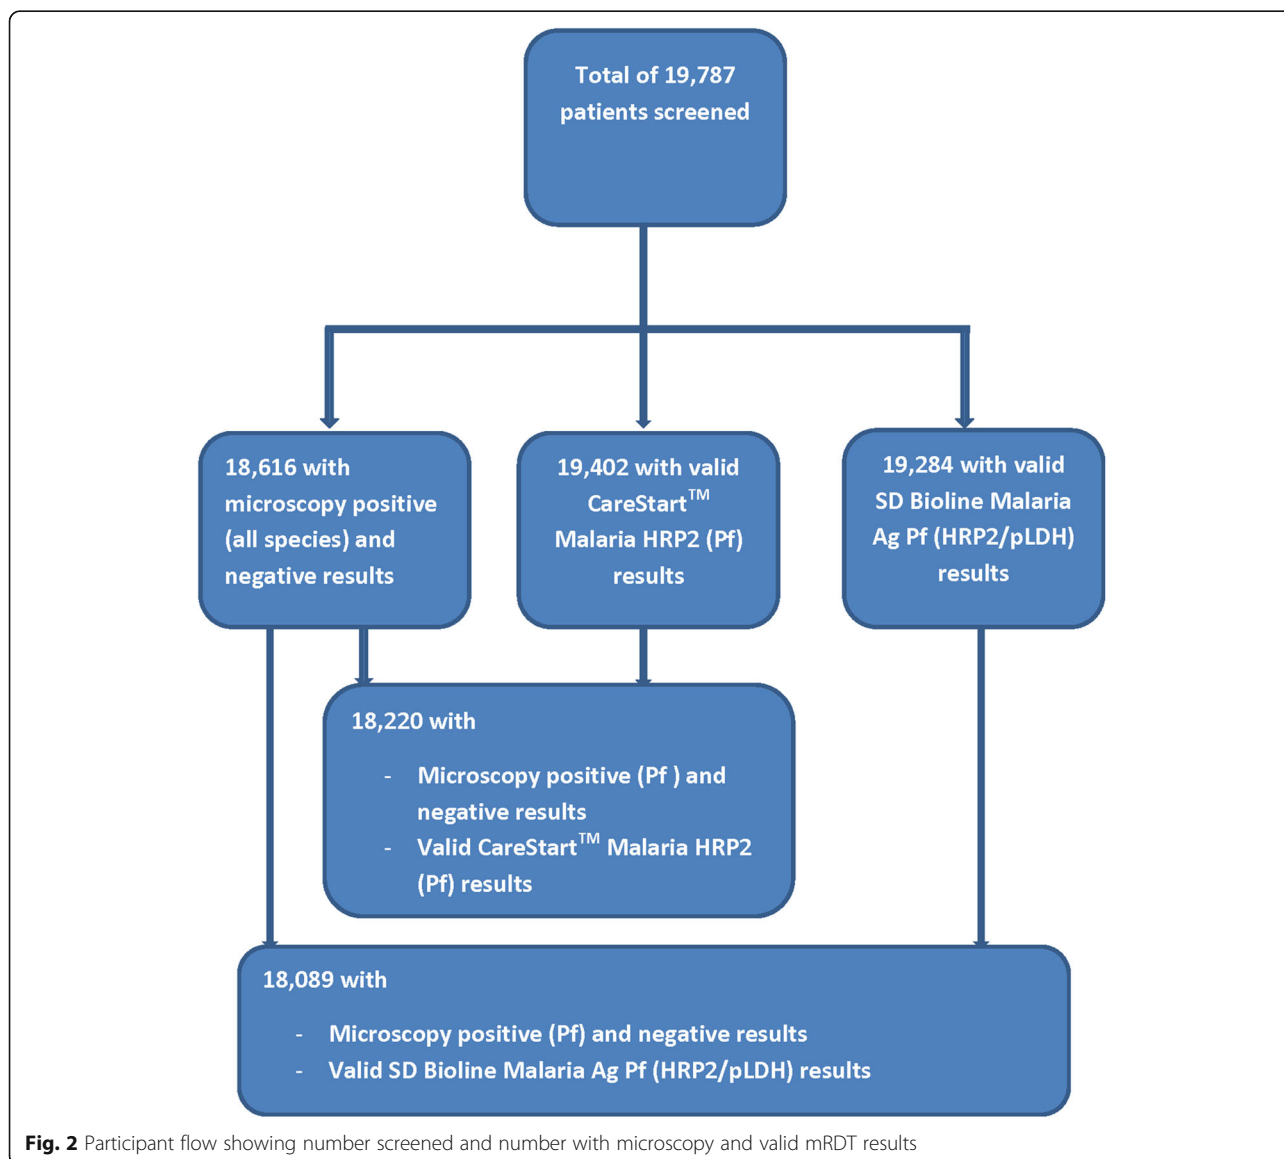 Total of 19,787
patients screened
18,616 with
microscopy positive
(all species) and
negative results
19,402 with valid
CareStart™
Malaria HRP2 (Pf)
results
19,284 with valid
SD Bioline Malaria
Ag Pf (HRP2/pLDH)
results
18,220 with
- Microscopy positive (Pf ) and
negative results
- Valid CareStart™ Malaria HRP2
(Pf) results
18,089 with
- Microscopy positive (Pf) and negative results
- Valid SD Bioline Malaria Ag Pf (HRP2/pLDH) results
Fig. 2 Participant flow showing number screened and number with microscopy and valid mRDT results